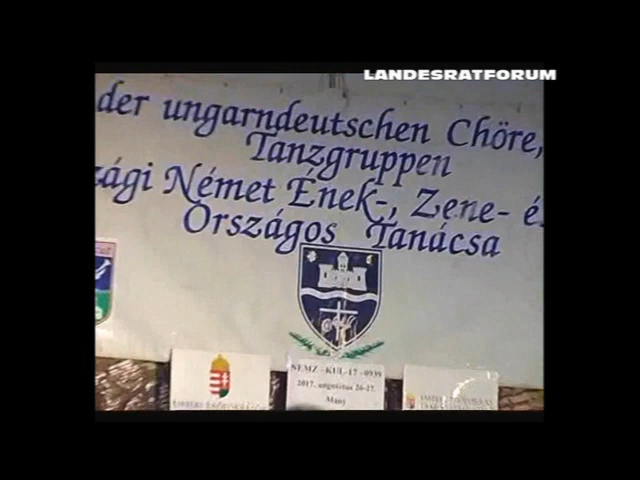 LANDESRATFORUM
der ungarndeutschen Chöre,
Tanzgruppen
zági Német Ének-, Zene- é
Országos Tanácsa
NEMZ-KUL-17-0939
2017. augusztus 26-27.
Mány